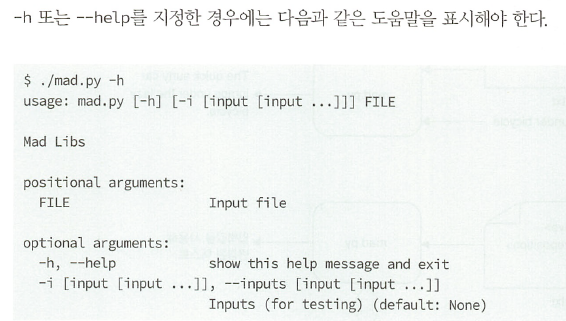 -h 또는 --help를 지정한 경우에는 다음과 같은 도움말을 표시해야 한다.
$ ./mad.py -h
usage: mad.py [-h] [-i [input [input ...]]] FILE
Mad Libs
positional arguments:
  FILE                  Input file
optional arguments:
  -h, --help            show this help message and exit
  -i [input [input ...]], --inputs [input [input ...]]
                        Inputs (for testing) (default: None)